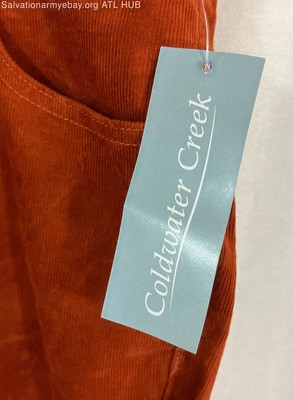 Salvationarmyebay.org ATL HUB
Coldwater Creek